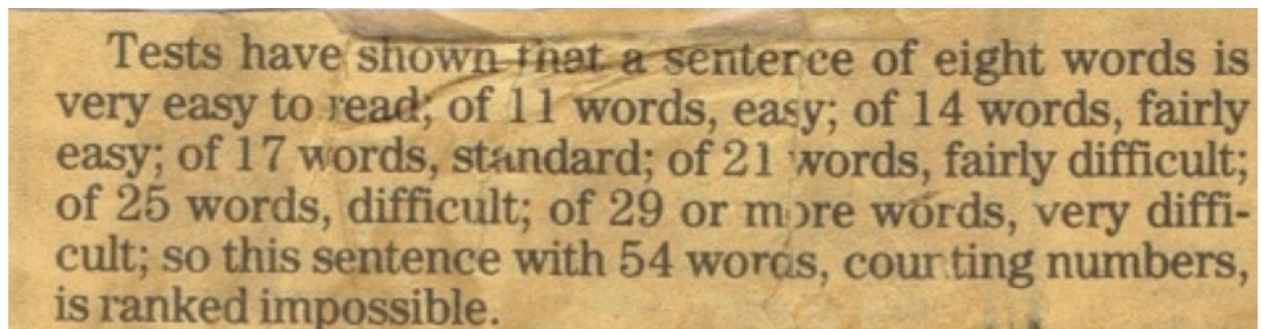 Tests have shown that a sentence of eight words is
very easy to read; of 11 words, easy; of 14 words, fairly
easy; of 17 words, standard; of 21 words, fairly difficult;
of 25 words, difficult; of 29 or more words, very diffi-
cult; so this sentence with 54 words, counting numbers,
is ranked impossible.